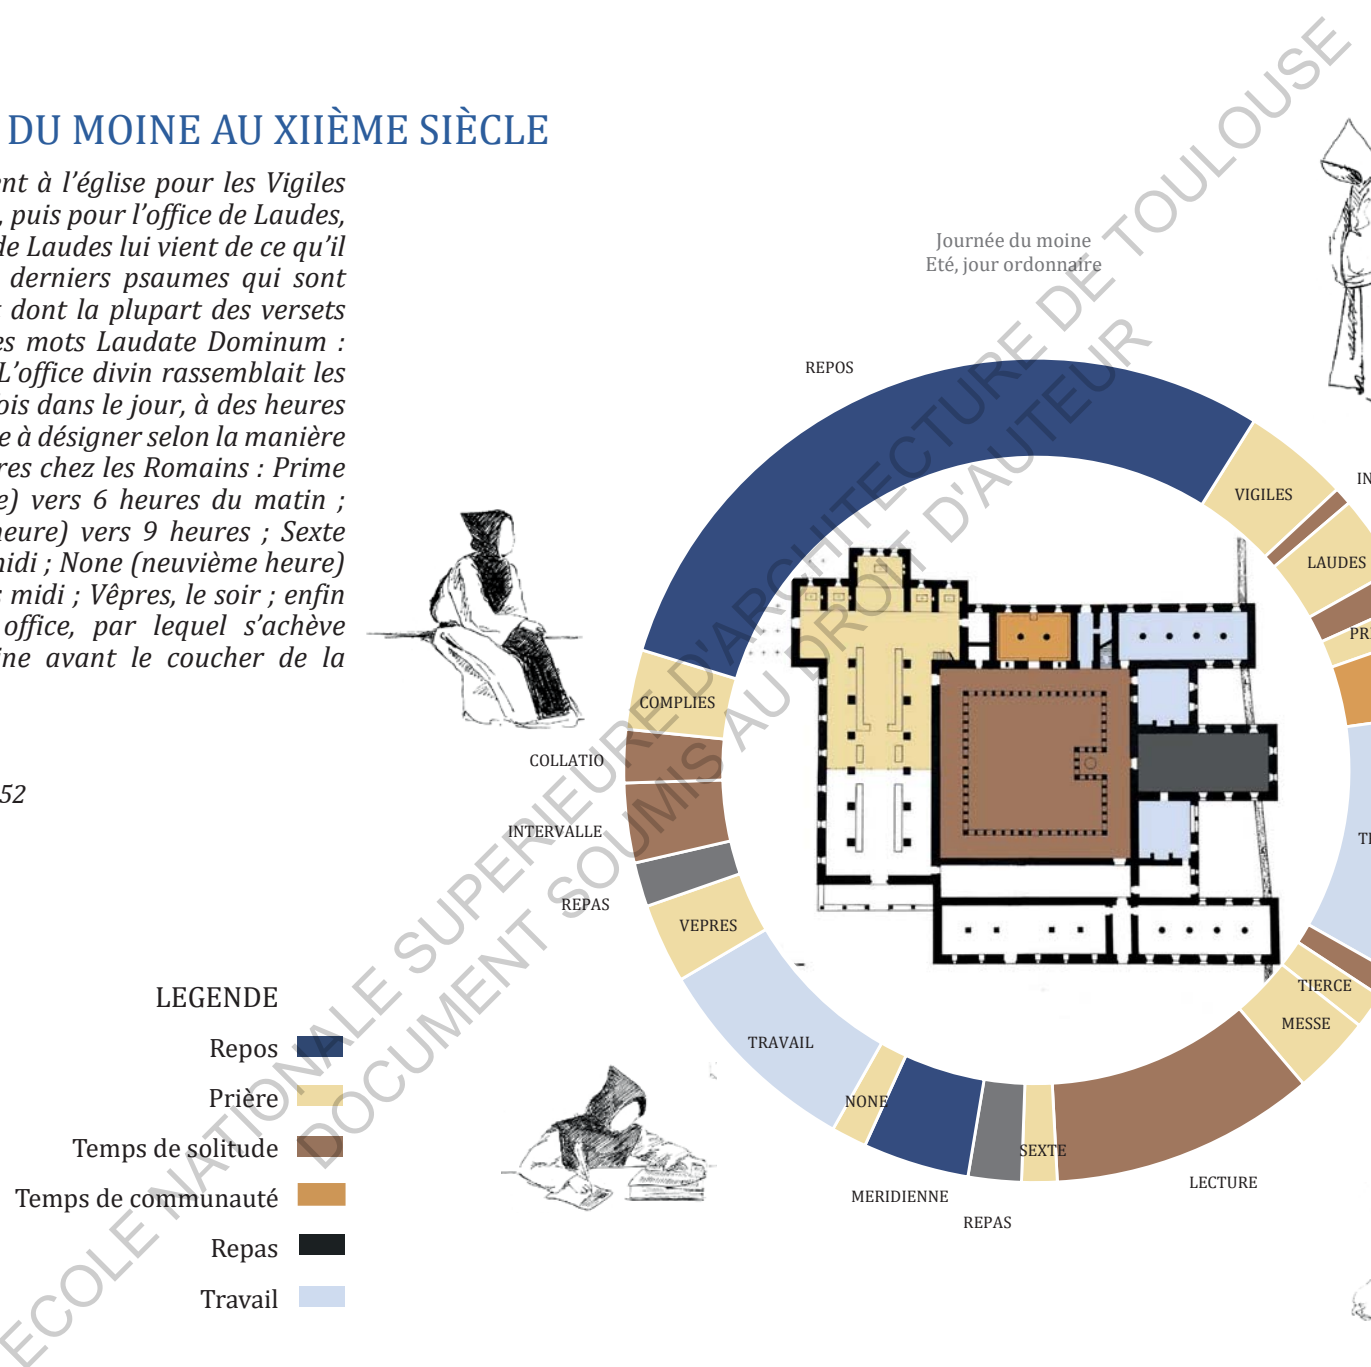 DU MOINE AU XIIÈME SIÈCLE
ent à l'église pour les Vigiles
, puis pour l'office de Laudes,
de Laudes lui vient de ce qu'il
derniers psaumes qui sont
t dont la plupart des versets
es mots Laudate Dominum :
L'office divin rassemblait les
ois dans le jour, à des heures
e à désigner selon la manière
res chez les Romains : Prime
e) vers 6 heures du matin ;
heure) vers 9 heures ; Sexte
midi ; None (neuvième heure)
s midi ; Vêpres, le soir ; enfin
office, par lequel s'achève
ine avant le coucher de la
52
LEGENDE
Repos
Prière
Temps de solitude
Temps de communauté
Repas
Travail
Journée du moine
Eté, jour ordonnaire
REPOS
VIGILES
IN
LAUDES
PR
TIERCE
MESSE
LECTURE
SEXTE
REPAS
MERIDIENNE
NONE
TRAVAIL
VEPRES
REPAS
INTERVALLE
COLLATIO
COMPLIES
ECOLE NATIONALE SUPERIEURE D'ARCHITECTURE DE TOULOUSE
DOCUMENT SOUMIS AU DROIT D'AUTEUR